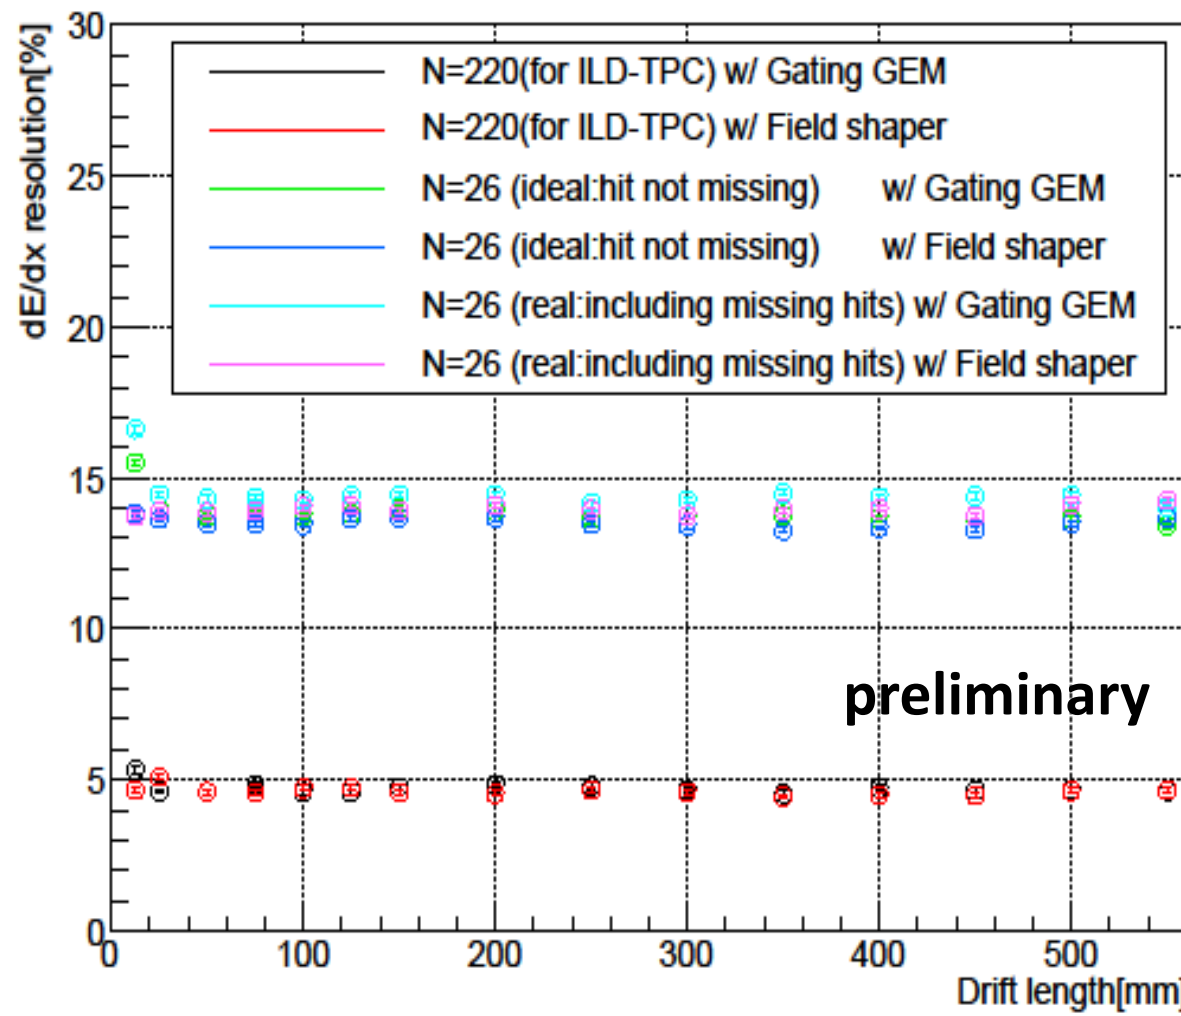 dE/dx resolution[%]
30
25
20
15
10
5
0
N=220(for ILD-TPC) w/ Gating GEM
N=220(for ILD-TPC) w/ Field shaper
N=26 (ideal:hit not missing) w/ Gating GEM
N=26 (ideal:hit not missing) w/ Field shaper
N=26 (real:including missing hits) w/ Gating GEM
N=26 (real:including missing hits) w/ Field shaper
preliminary
0 100 200 300 400 500
Drift length[mm]